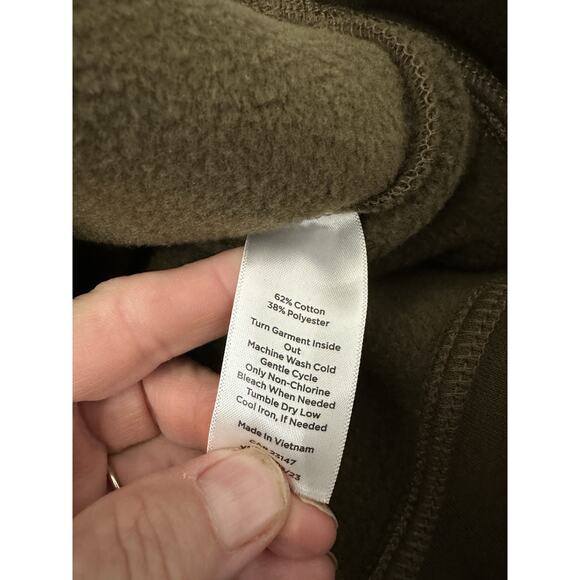 62% Cotton
38% Polyester
Turn Garment Inside
Out
Machine Wash Cold
Gentle Cycle
Only Non-Chlorine
Bleach When Needed
Tumble Dry Low
Cool Iron, If Needed
Made in Vietnam
23147